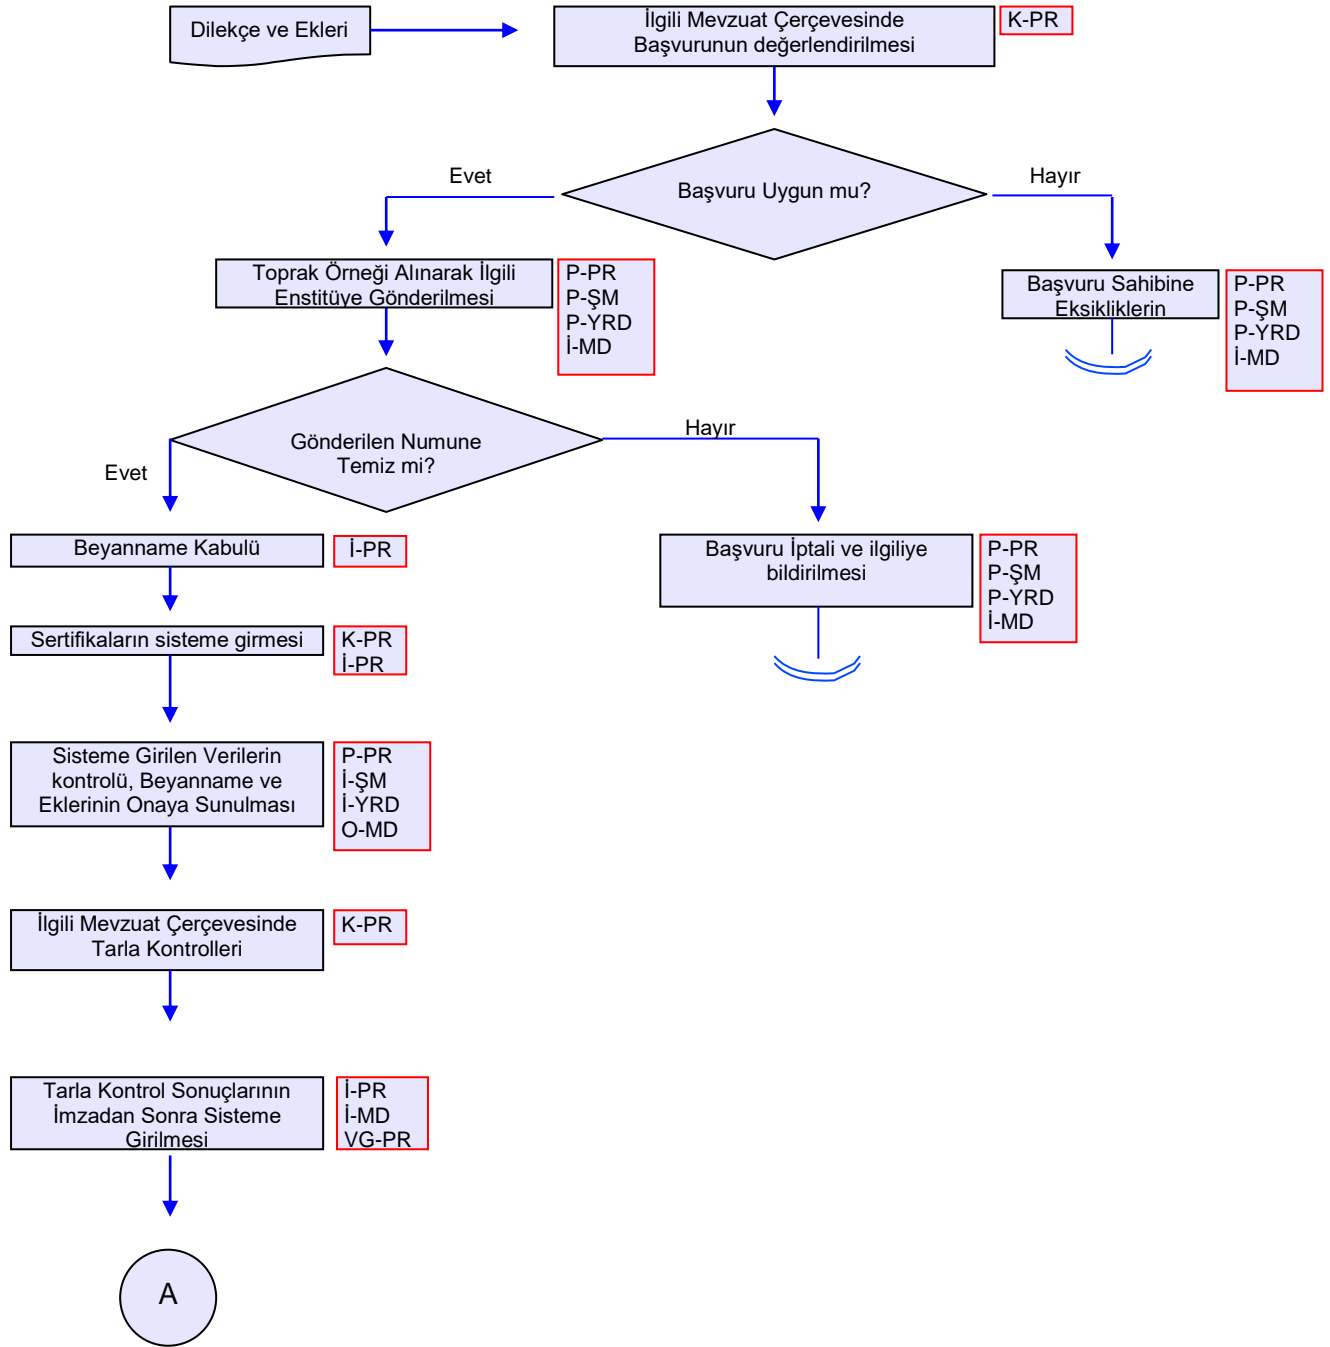 Dilekçe ve Ekleri
İlgili Mevzuat Çerçevesinde
Başvurunun değerlendirilmesi
K-PR
Başvuru Uygun mu?
Evet
Hayır
Toprak Örneği Alınarak İlgili
Enstitüye Gönderilmesi
P-PR
P-ŞM
P-YRD
İ-MD
Başvuru Sahibine
Eksikliklerin
P-PR
P-ŞM
P-YRD
İ-MD
Gönderilen Numune
Temiz mi?
Evet
Hayır
Beyanname Kabulü
İ-PR
Başvuru İptali ve ilgiliye
bildirilmesi
P-PR
P-ŞM
P-YRD
İ-MD
Sertifikaların sisteme girmesi
K-PR
İ-PR
Sisteme Girilen Verilerin
kontrolü, Beyanname ve
Eklerinin Onaya Sunulması
P-PR
İ-ŞM
İ-YRD
O-MD
İlgili Mevzuat Çerçevesinde
Tarla Kontrolleri
K-PR
Tarla Kontrol Sonuçlarının
İmzadan Sonra Sisteme
Girilmesi
İ-PR
İ-MD
VG-PR
A